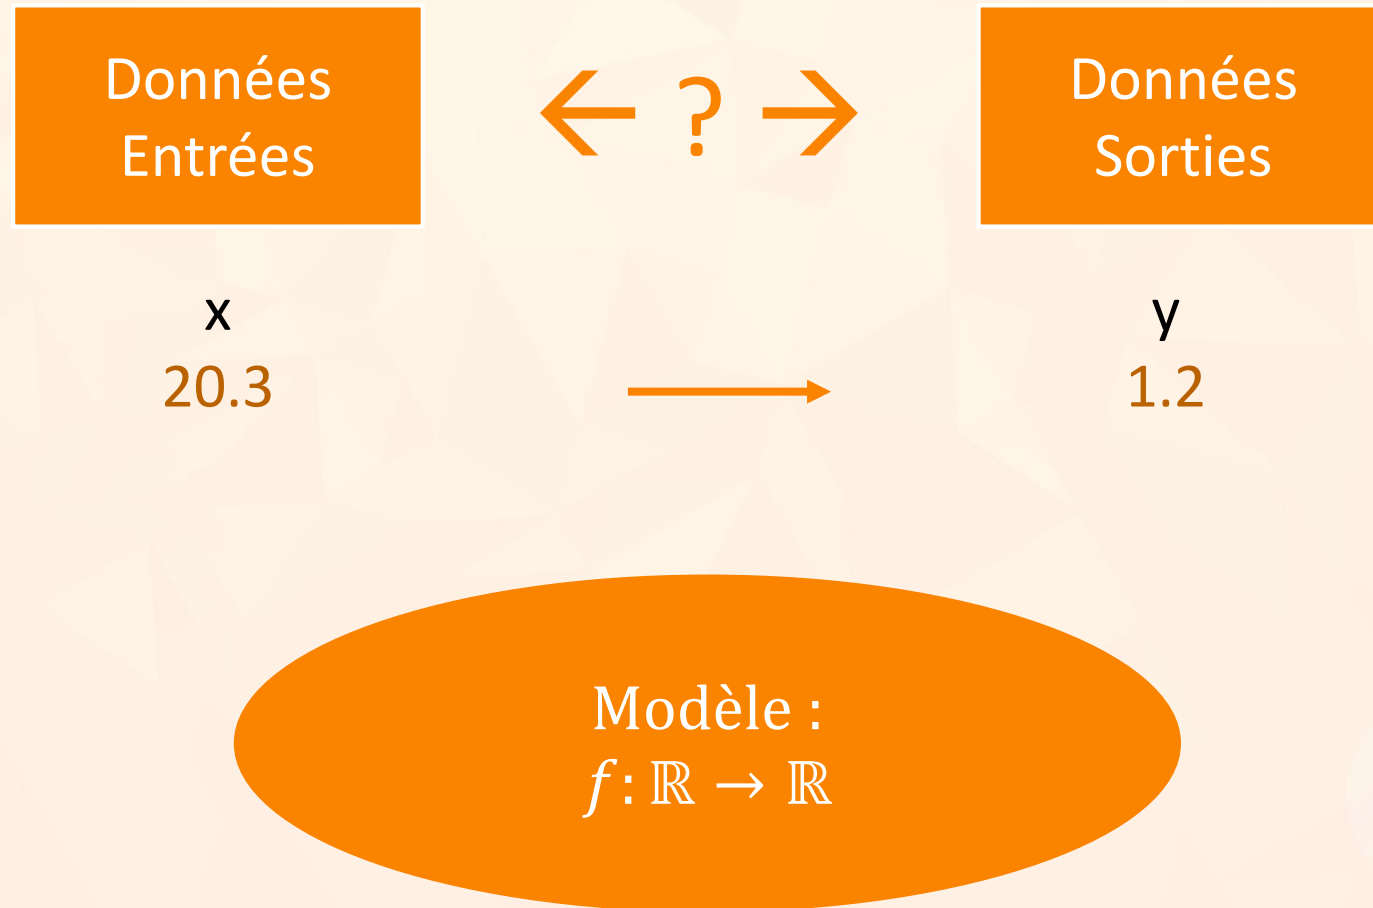 Données
Entrées
← ? →
Données
Sorties
x
y
20.3
1.2
Modèle :
f : ℝ → ℝ